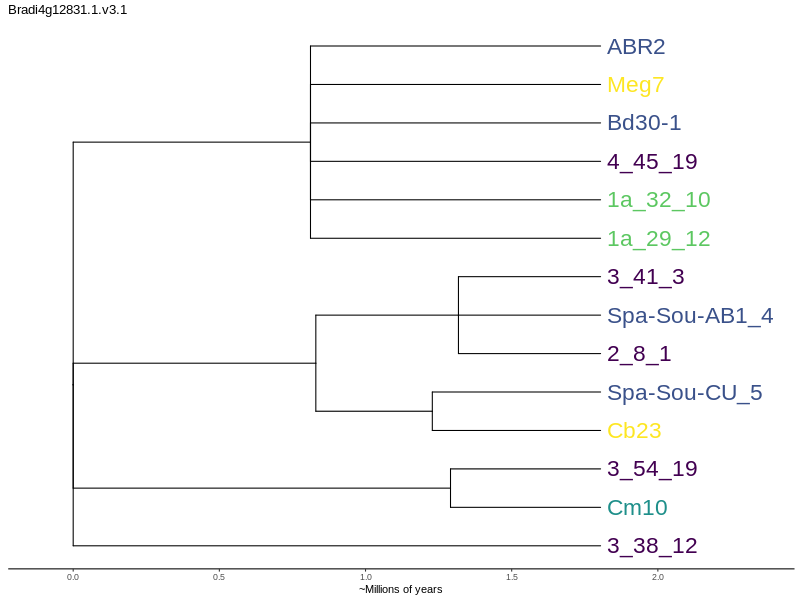 Bradi4g12831.1.v3.1
ABR2
Meg7
Bd30-1
4_45_19
1a_32_10
1a_29_12
3_41_3
Spa-Sou-AB1_4
2_8_1
Spa-Sou-CU_5
Cb23
3_54_19
Cm10
3_38_12
0.0 0.5 1.0 1.5 2.0
~Millions of years